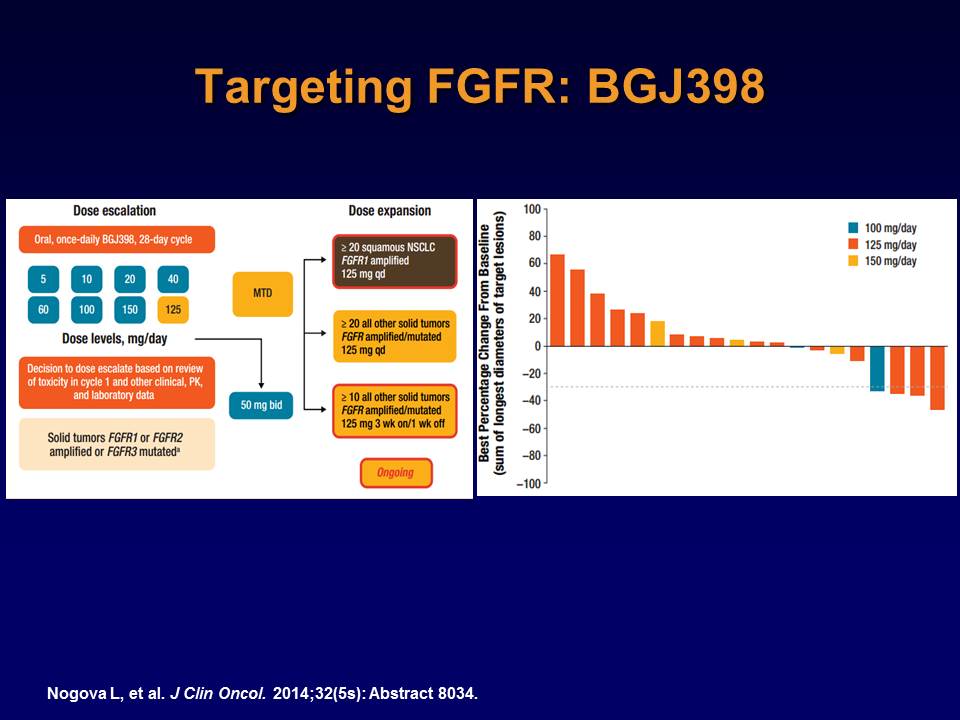 Targeting FGFR: BGJ398
Dose escalation
Oral, once-daily BGJ398, 28-day cycle
5 10 20 40
60 100 150 125
Dose levels, mg/day
Decision to dose escalate based on review
of toxicity in cycle 1 and other clinical, PK,
and laboratory data
Solid tumors FGFR1 or FGFR2
amplified or FGFR3 mutatedᵃ
MTD
50 mg bid
Dose expansion
≥ 20 squamous NSCLC
FGFR1 amplified
125 mg qd
≥ 20 all other solid tumors
FGFR amplified/mutated
125 mg qd
≥ 10 all other solid tumors
FGFR amplified/mutated
125 mg 3 wk on/1 wk off
Ongoing
Best Percentage Change From Baseline
(sum of longest diameters of target lesions)
100
80
60
40
20
0
−20
−40
−60
−80
−100
100 mg/day
125 mg/day
150 mg/day
Nogova L, et al. J Clin Oncol. 2014;32(5s): Abstract 8034.